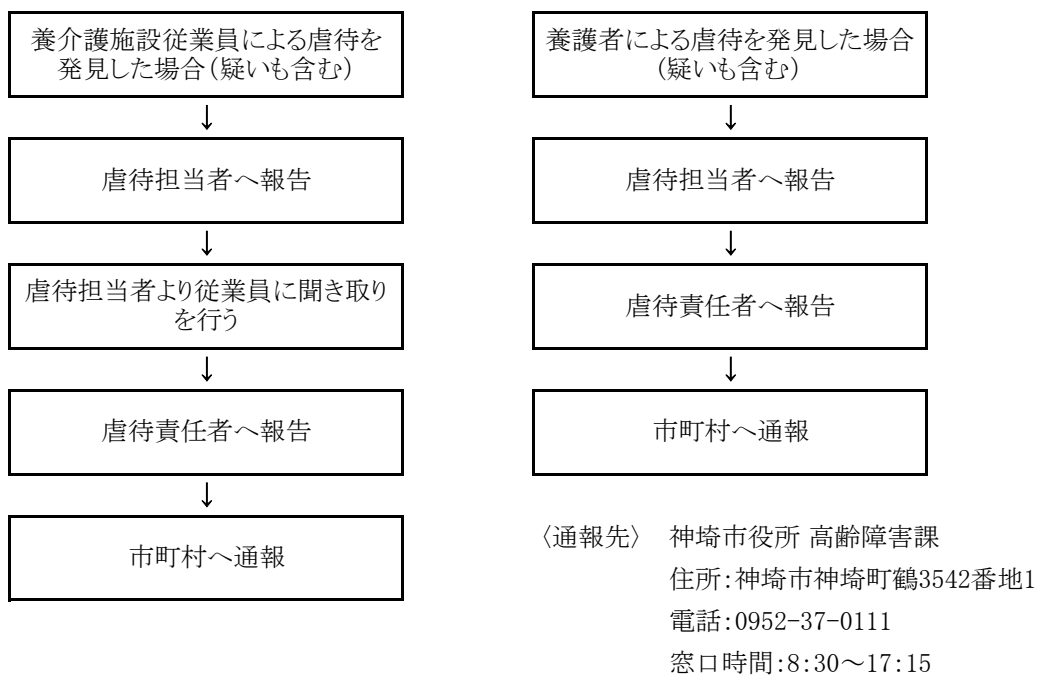 養介護施設従業員による虐待を
発見した場合(疑いも含む)
↓
虐待担当者へ報告
↓
虐待担当者より従業員に聞き取り
を行う
↓
虐待責任者へ報告
↓
市町村へ通報
養護者による虐待を発見した場合
(疑いも含む)
↓
虐待担当者へ報告
↓
虐待責任者へ報告
↓
市町村へ通報
〈通報先〉 神埼市役所 高齢障害課
住所:神埼市神埼町鶴3542番地1
電話:0952-37-0111
窓口時間:8:30～17:15